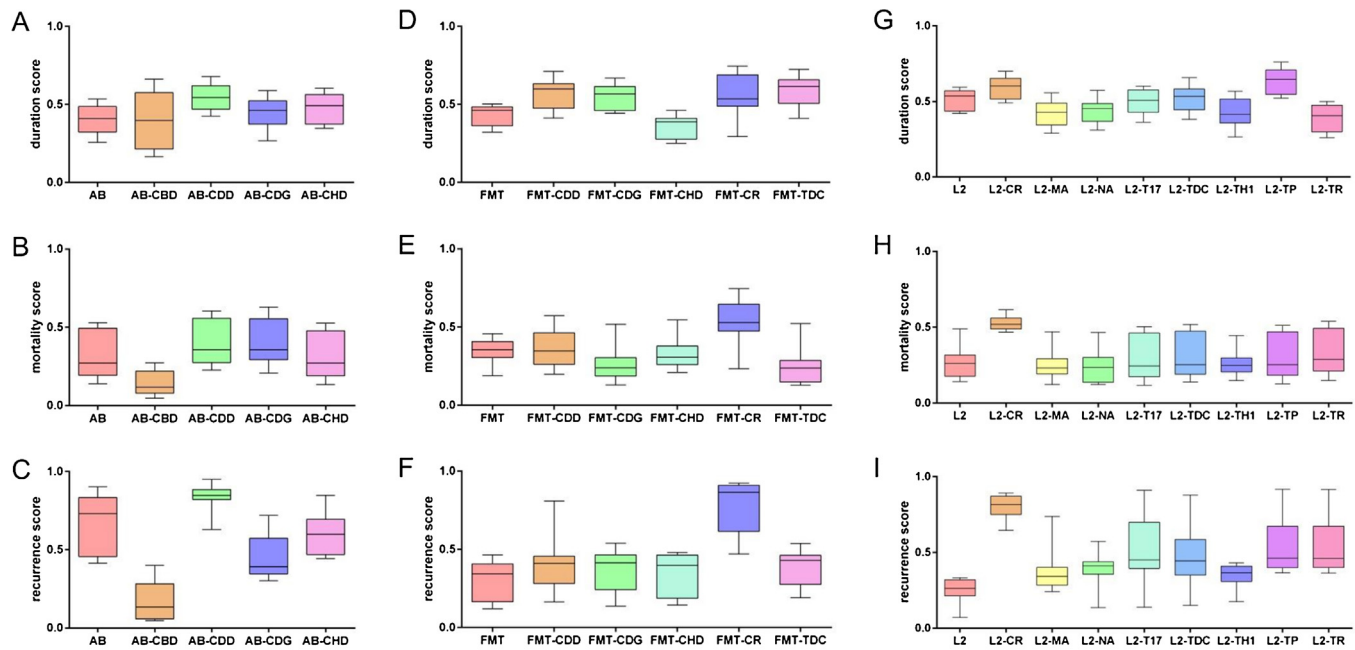 A
duration score
1.0
0.5
0.0
AB AB-CBD AB-CDD AB-CDG AB-CHD
D
duration score
1.0
0.5
0.0
FMT FMT-CDD FMT-CDG FMT-CHD FMT-CR FMT-TDC
G
duration score
1.0
0.5
0.0
L2 L2-CR L2-MA L2-NA L2-T17 L2-TDC L2-TH1 L2-TP L2-TR
B
mortality score
1.0
0.5
0.0
AB AB-CBD AB-CDD AB-CDG AB-CHD
E
mortality score
1.0
0.5
0.0
FMT FMT-CDD FMT-CDG FMT-CHD FMT-CR FMT-TDC
H
mortality score
1.0
0.5
0.0
L2 L2-CR L2-MA L2-NA L2-T17 L2-TDC L2-TH1 L2-TP L2-TR
C
recurrence score
1.0
0.5
0.0
AB AB-CBD AB-CDD AB-CDG AB-CHD
F
recurrence score
1.0
0.5
0.0
FMT FMT-CDD FMT-CDG FMT-CHD FMT-CR FMT-TDC
I
recurrence score
1.0
0.5
0.0
L2 L2-CR L2-MA L2-NA L2-T17 L2-TDC L2-TH1 L2-TP L2-TR